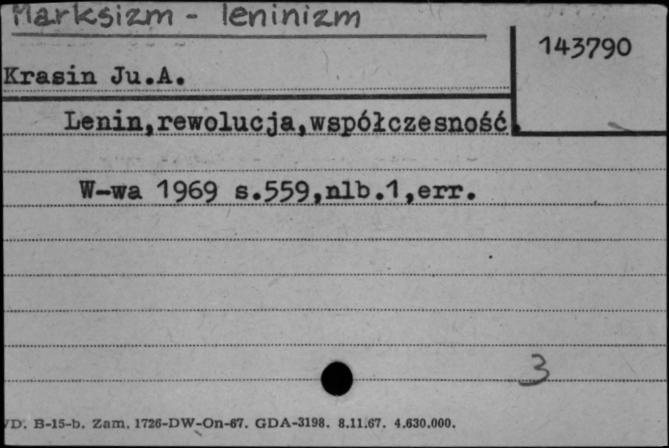 Marksizm - leninizm
143790
Krasin Ju.A.
Lenin,rewolucja,współczesność.
W-wa 1969 s.559,nlb.1,err.
3
D. B-15-b. Zam. 1726-DW-On-67. GDA-3198. 8.11.67. 4.630.000.